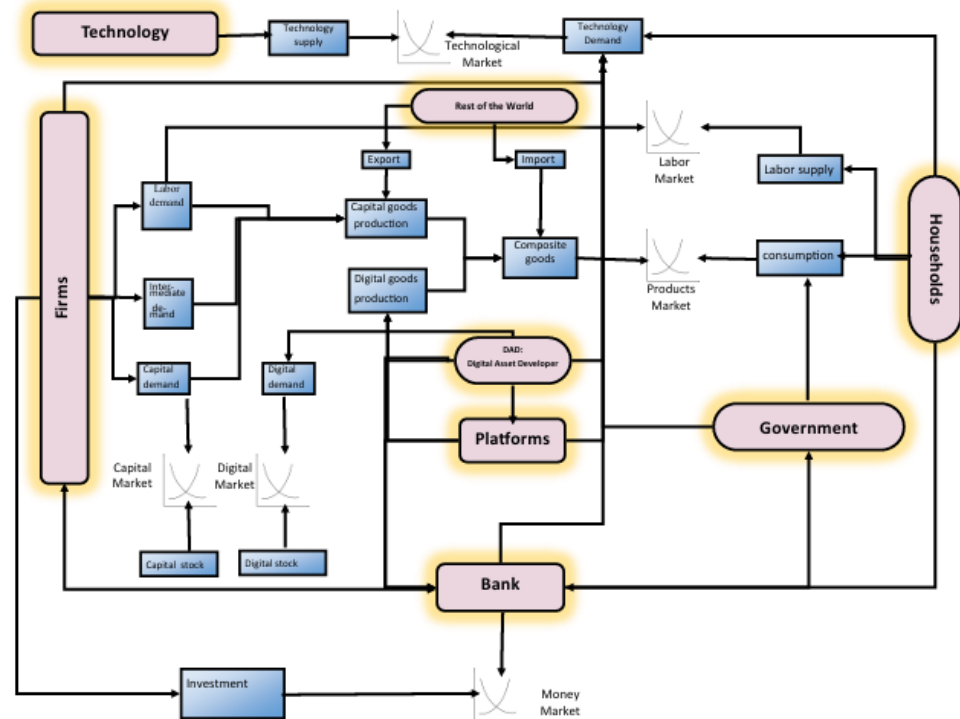 Technology
Technology
supply
Technological
Market
Technology
Demand
Rest of the World
Export
Import
Labor
Market
Labor supply
Labor
demand
Capital goods
production
Composite
goods
Households
consumption
Products
Market
Firms
Inter-
mediate
de-
mand
Digital goods
production
DAD:
Digital Asset Developer
Capital
demand
Digital
demand
Platforms
Government
Capital
Market
Digital
Market
Capital stock
Digital stock
Bank
Investment
Money
Market